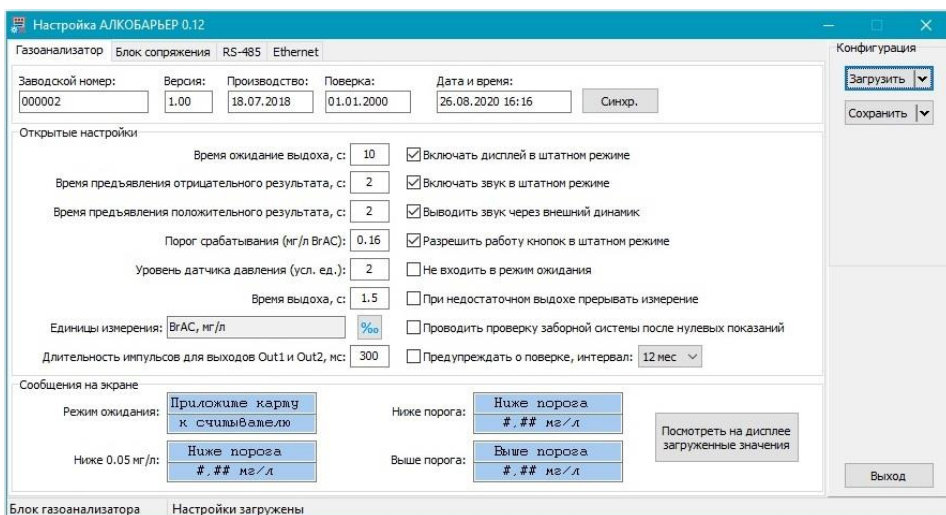 Настройка АЛКОБАРЬЕР 0.12
Газоанализатор Блок сопряжения RS-485 Ethernet
Конфигурация
Загрузить
Сохранить
Заводской номер: Версия: Производство: Поверка: Дата и время:
000002 1.00 18.07.2018 01.01.2000 26.08.2020 16:16 Синхр.
Открытые настройки
Время ожидание выдоха, с: 10 Включать дисплей в штатном режиме
Время предъявления отрицательного результата, с: 2 Включать звук в штатном режиме
Время предъявления положительного результата, с: 2 Выводить звук через внешний динамик
Порог срабатывания (мг/л BrAC): 0.16 Разрешить работу кнопок в штатном режиме
Уровень датчика давления (усл. ед.): 2 Не входить в режим ожидания
Время выдоха, с: 1.5 При недостаточном выдохе прерывать измерение
Единицы измерения: BrAC, мг/л ‰ Проводить проверку заборной системы после нулевых показаний
Длительность импульсов для выходов Out1 и Out2, мс: 300 Предупреждать о поверке, интервал: 12 мес
Сообщения на экране
Режим ожидания: Приложите карту к считывателю
Ниже порога: Ниже порога #,## мг/л
Ниже 0.05 мг/л: Ниже порога #,## мг/л
Выше порога: Выше порога #,## мг/л
Посмотреть на дисплее
загруженные значения
Выход
Блок газоанализатора Настройки загружены